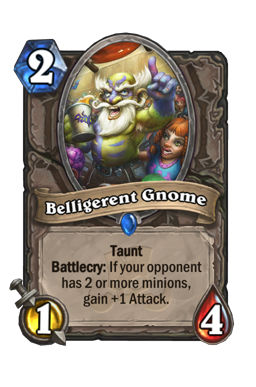 2
Belligerent Gnome
Taunt
Battlecry: If your opponent
has 2 or more minions,
gain +1 Attack.
1
4